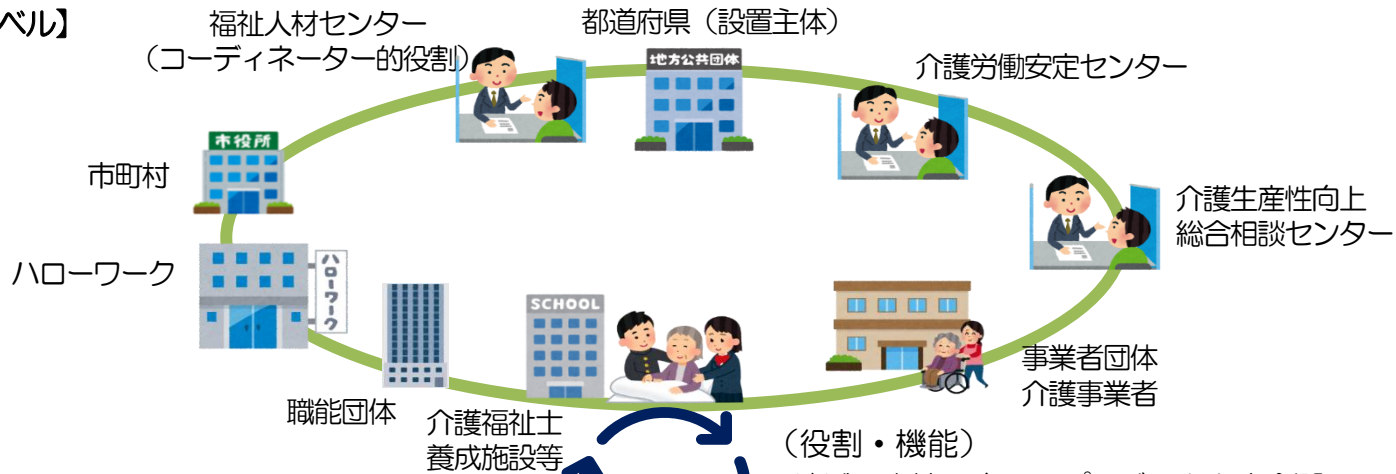 ベル】
福祉人材センター
（コーディネーター的役割）
都道府県（設置主体）
地方公共団体
介護労働安定センター
市役所
市町村
介護生産性向上
総合相談センター
ハローワーク
ハローワーク
SCHOOL
事業者団体
介護事業者
職能団体
介護福祉士
養成施設等
（役割・機能）